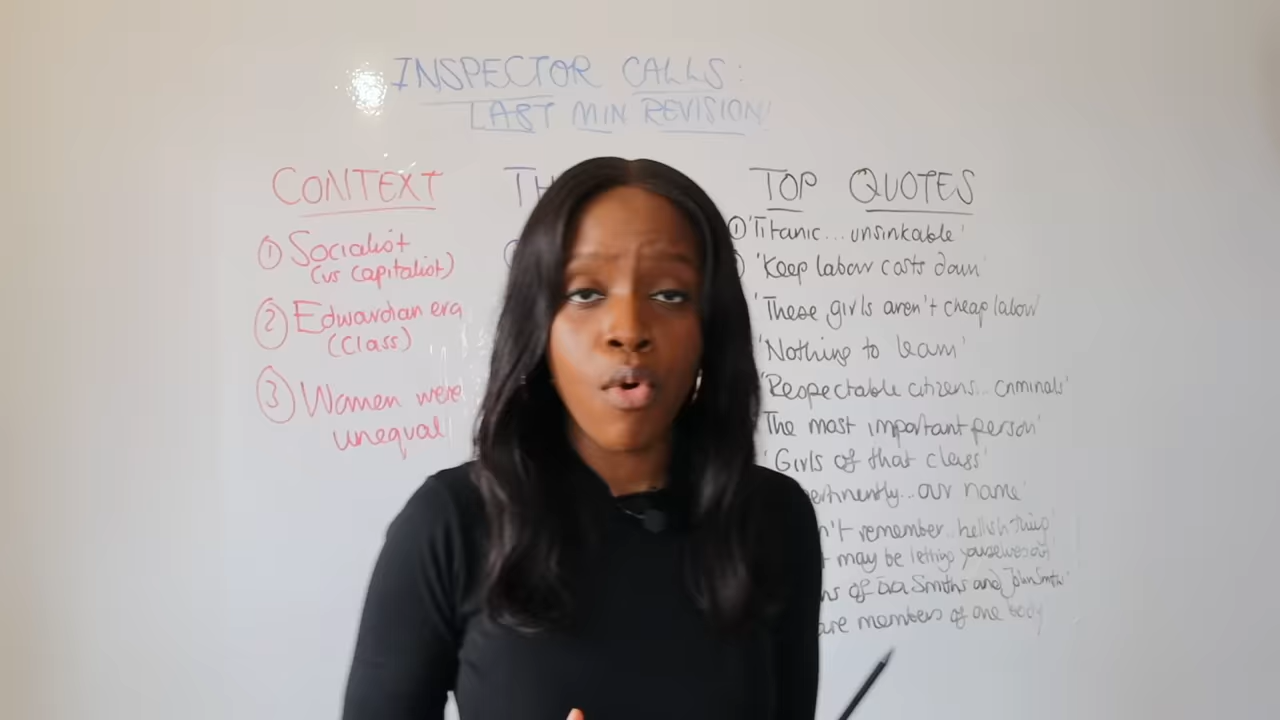 INSPECTOR CALLS:
LAST MIN REVISION!
CONTEXT
① Socialist
(vs capitalist)
② Edwardian era
(Class)
③ Women were
unequal
TH
TOP QUOTES
① 'Titanic... unsinkable'
'Keep labour costs down'
'These girls aren't cheap labour'
'Nothing to learn'
'Respectable citizens... criminals'
'The most important person'
'Girls of that class'
ertinently... our name'
n't remember.. hellish thing'
may be letting yourselves
ns of Eva Smiths and John Smiths'
are members of one body